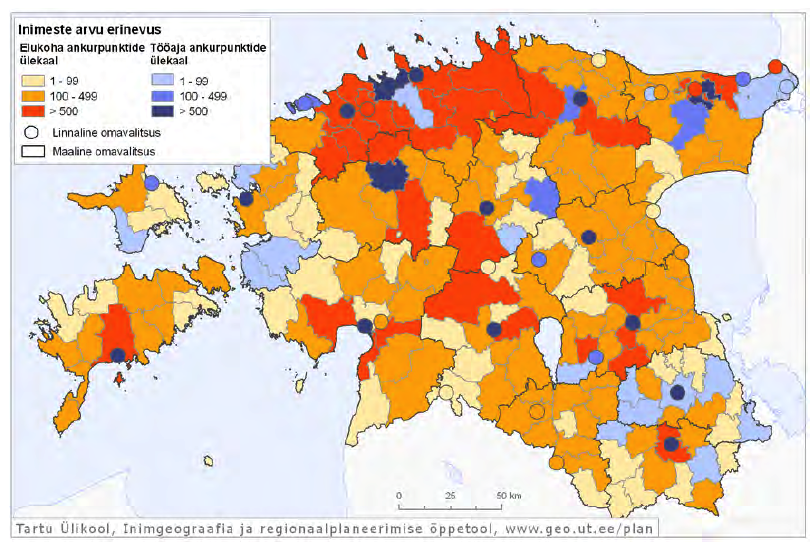 Inimeste arvu erinevus
Elukoha ankurpunktide ülekaal
1 - 99
100 - 499
> 500
Tööaja ankurpunktide ülekaal
1 - 99
100 - 499
> 500
Linnaline omavalitsus
Maaline omavalitsus
0 25 50 km
Tartu Ülikool, Inimgeograafia ja regionaalplaneerimise õppetool, www.geo.ut.ee/plan